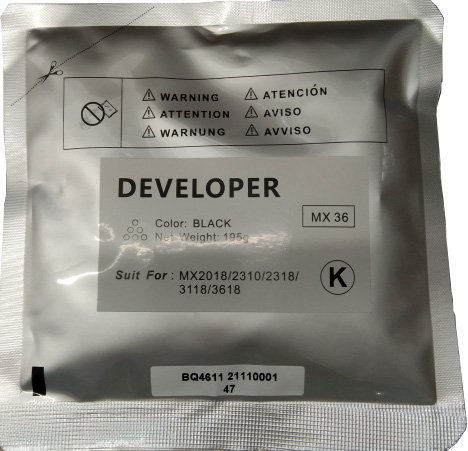 WARNING
ATTENTION
WARNUNG
ATENCIÓN
AVISO
AVVISO
DEVELOPER
Color: BLACK
Net Weight: 195g
MX 36
Suit For : MX2018/2310/2318/
3118/3618
K
BQ4611 21110001
47